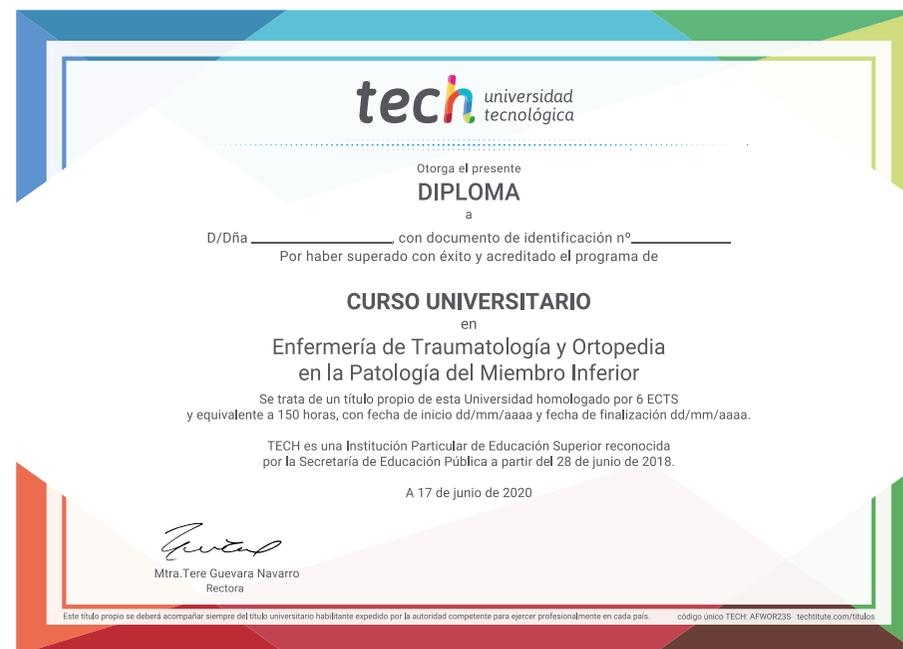 tech universidad
tecnológica
Otorga el presente
DIPLOMA
a
D/Dña ______________, con documento de identificación nº__________
Por haber superado con éxito y acreditado el programa de
CURSO UNIVERSITARIO
en
Enfermería de Traumatología y Ortopedia
en la Patología del Miembro Inferior
Se trata de un título propio de esta Universidad homologado por 6 ECTS
y equivalente a 150 horas, con fecha de inicio dd/mm/aaaa y fecha de finalización dd/mm/aaaa.
TECH es una Institución Particular de Educación Superior reconocida
por la Secretaría de Educación Pública a partir del 28 de junio de 2018.
A 17 de junio de 2020
Mtra.Tere Guevara Navarro
Rectora
Este título propio se deberá acompañar siempre del título universitario habilitante expedido por la autoridad competente para ejercer profesionalmente en cada país. código único TECH: AFWOR23S techtitute.com/titulos